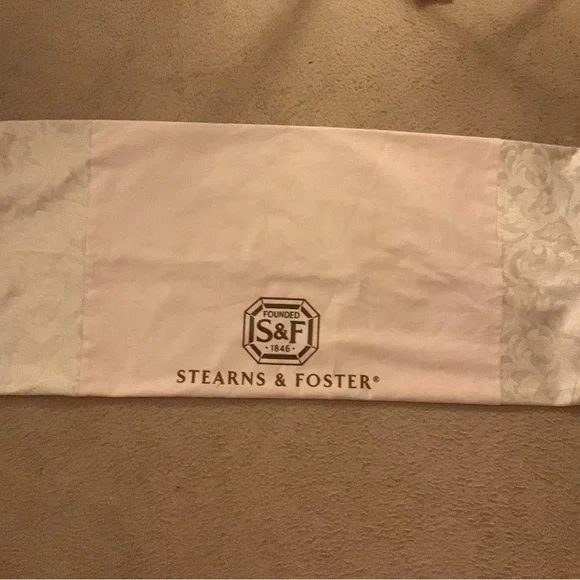 FOUNDED
S&F
· 1846 ·
STEARNS & FOSTER®